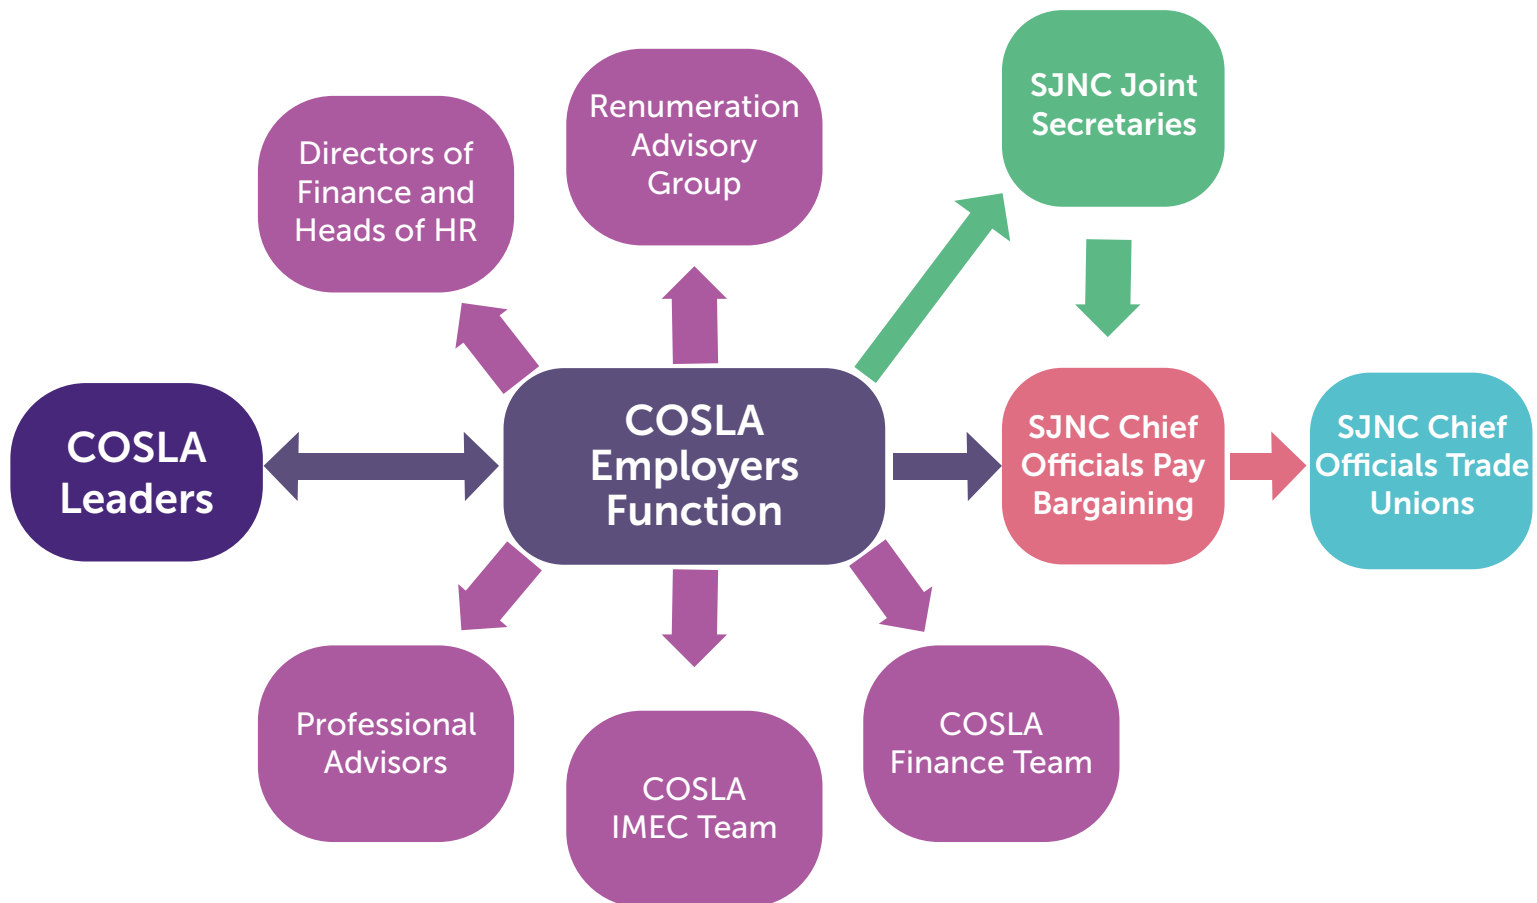 SJNC Joint
Secretaries
Renumeration
Advisory
Group
Directors of
Finance and
Heads of HR
COSLA
Leaders
COSLA
Employers
Function
SJNC Chief
Officials Pay
Bargaining
SJNC Chief
Officials Trade
Unions
Professional
Advisors
COSLA
IMEC Team
COSLA
Finance Team